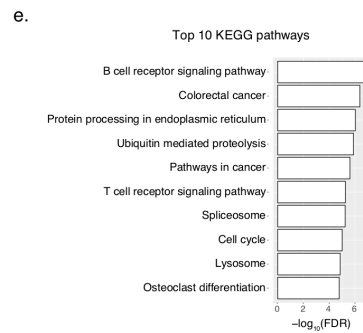 e.
Top 10 KEGG pathways
B cell receptor signaling pathway
Colorectal cancer
Protein processing in endoplasmic reticulum
Ubiquitin mediated proteolysis
Pathways in cancer
T cell receptor signaling pathway
Spliceosome
Cell cycle
Lysosome
Osteoclast differentiation
0 2 4 6
−log₁₀(FDR)